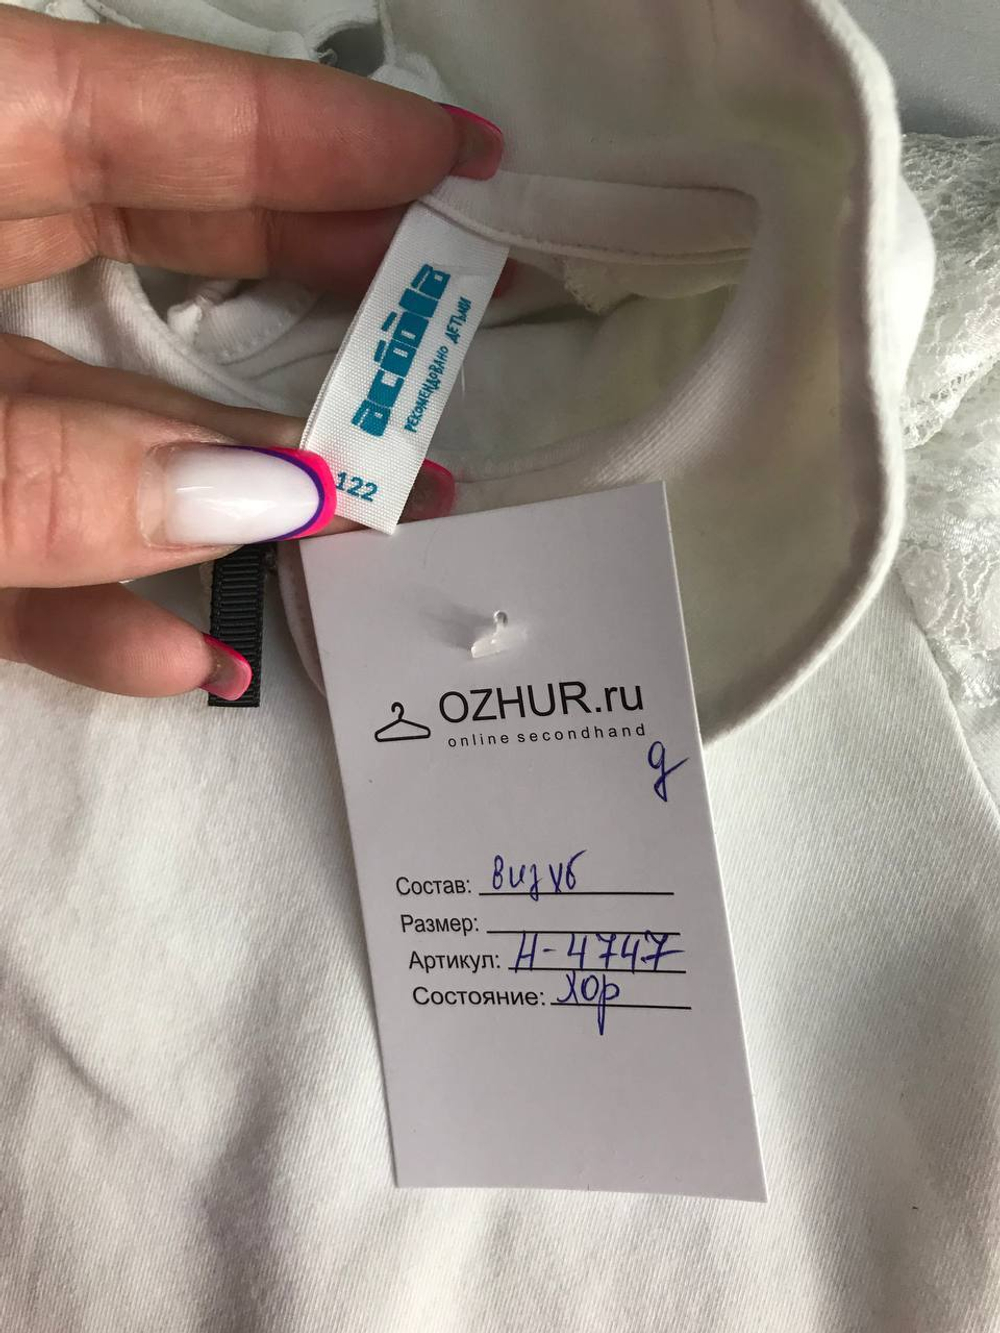 acoola
РЕКОМЕНДОВАНО ДЕТЬМИ
122
OZHUR.ru
online secondhand
g
Состав: виз хб
Размер:
Артикул: Н-4747
Состояние: хор